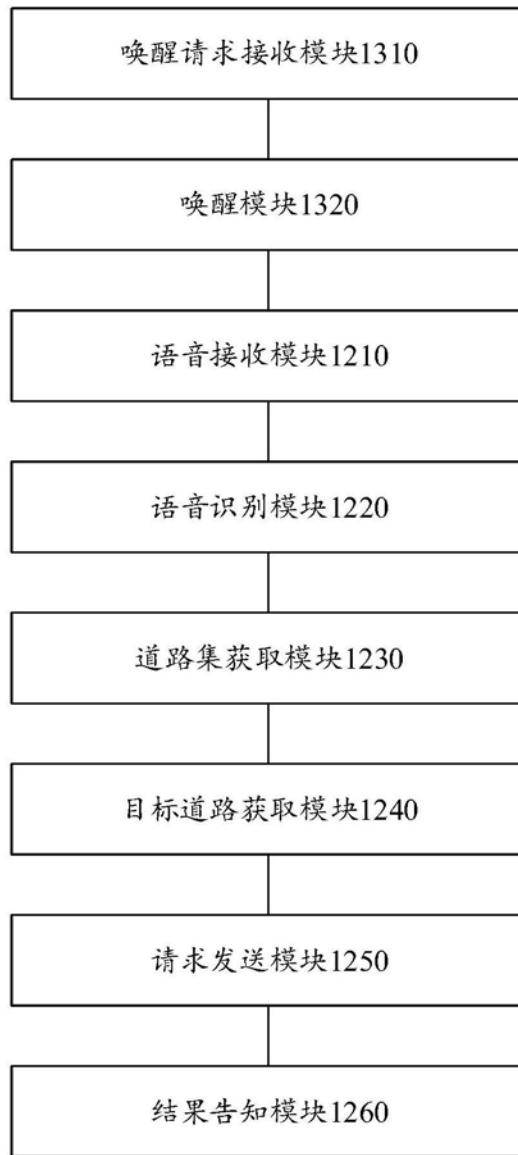 唤醒请求接收模块1310
唤醒模块1320
语音接收模块1210
语音识别模块1220
道路集获取模块1230
目标道路获取模块1240
请求发送模块1250
结果告知模块1260